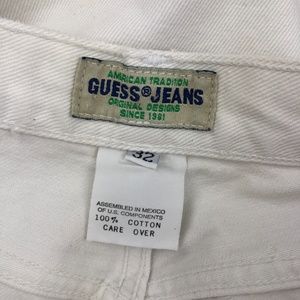 AMERICAN TRADITION
GUESS® JEANS
ORIGINAL DESIGNS
SINCE 1981
32
ASSEMBLED IN MEXICO
OF U.S. COMPONENTS
100% COTTON
CARE OVER